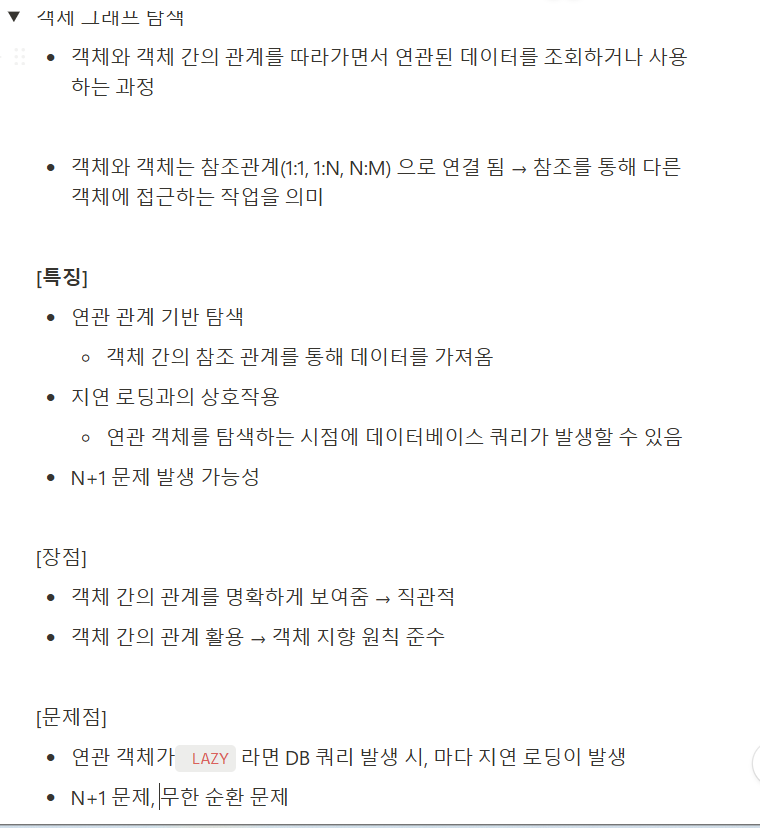 객체 그래프 탐색
객체와 객체 간의 관계를 따라가면서 연관된 데이터를 조회하거나 사용
하는 과정
객체와 객체는 참조관계(1:1, 1:N, N:M) 으로 연결 됨 → 참조를 통해 다른
객체에 접근하는 작업을 의미
[특징]
연관 관계 기반 탐색
객체 간의 참조 관계를 통해 데이터를 가져옴
지연 로딩과의 상호작용
연관 객체를 탐색하는 시점에 데이터베이스 쿼리가 발생할 수 있음
N+1 문제 발생 가능성
[장점]
객체 간의 관계를 명확하게 보여줌 → 직관적
객체 간의 관계 활용 → 객체 지향 원칙 준수
[문제점]
연관 객체가 LAZY 라면 DB 쿼리 발생 시, 마다 지연 로딩이 발생
N+1 문제, 무한 순환 문제